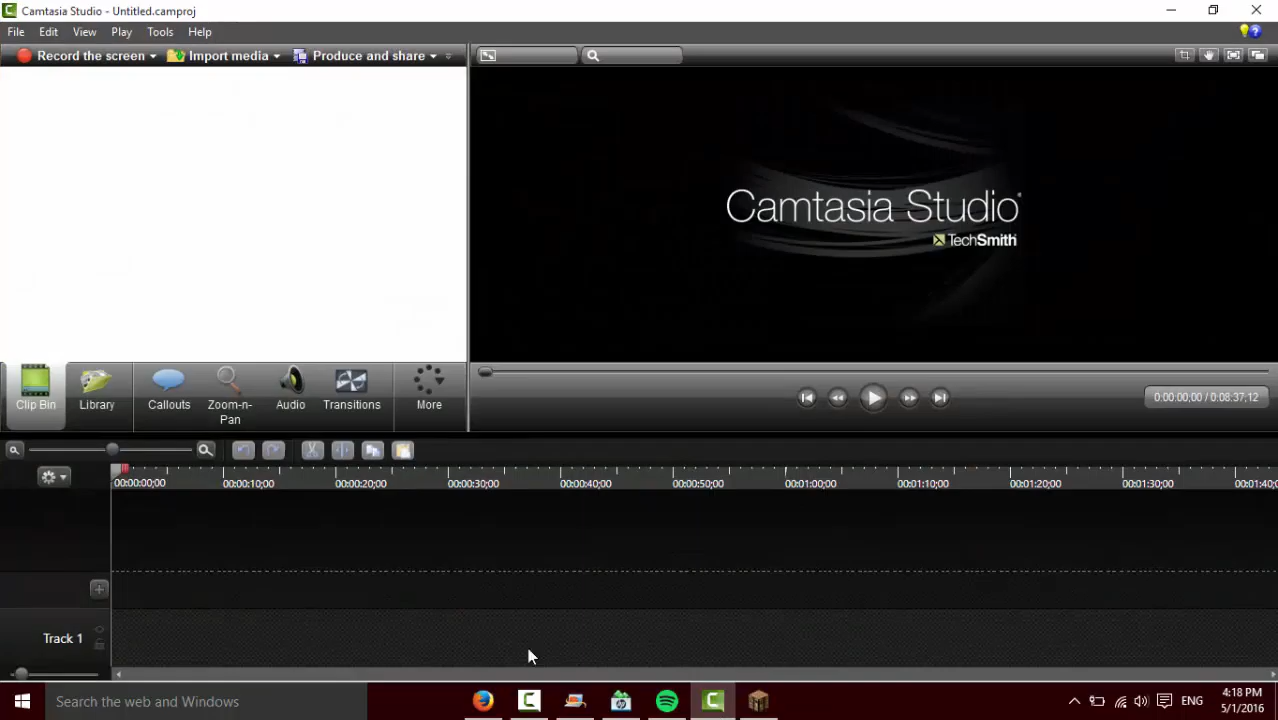 Camtasia Studio - Untitled.camproj
File Edit View Play Tools Help
Record the screen Import media Produce and share
Camtasia Studio®
TechSmith
Clip Bin Library Callouts Zoom-n-Pan Audio Transitions More
0:00:00;00 / 0:08:37;12
00:00:00;00 00:00:10;00 00:00:20;00 00:00:30;00 00:00:40;00 00:00:50;00 00:01:00;00 00:01:10;00 00:01:20;00 00:01:30;00 00:01:40;0
Track 1
Search the web and Windows
ENG
4:18 PM
5/1/2016